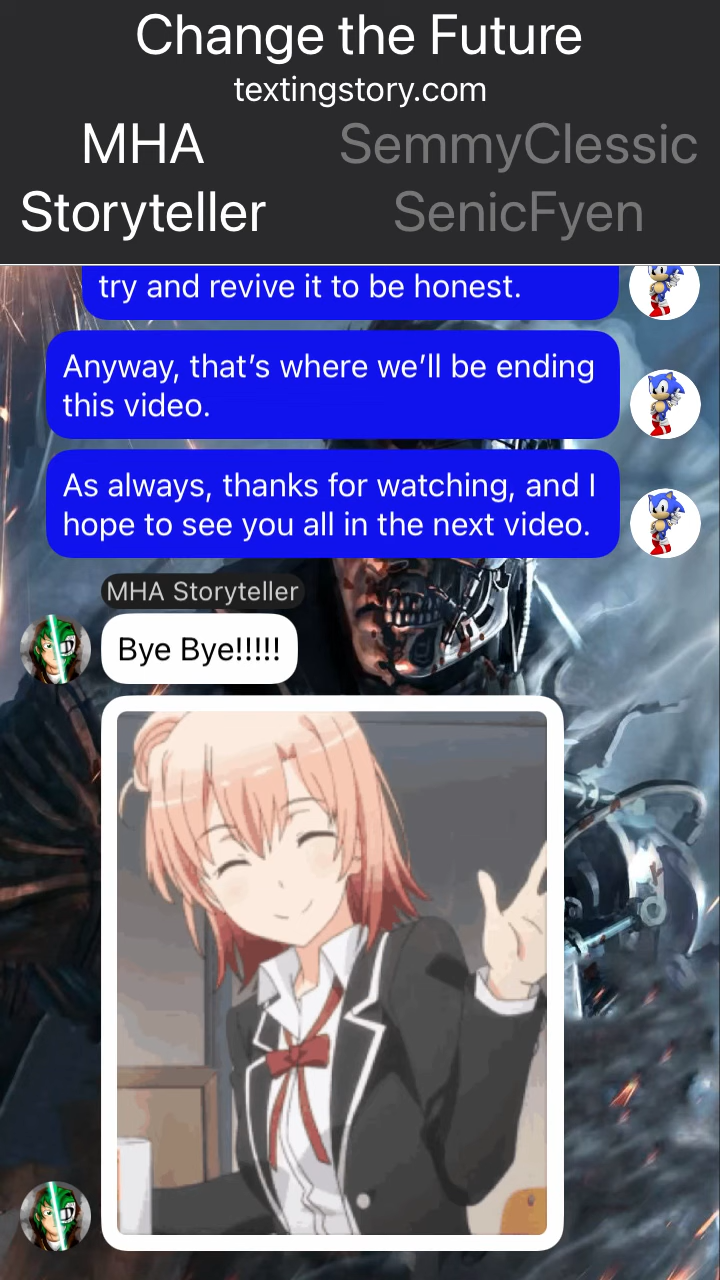 Change the Future
textingstory.com
MHA
Storyteller
SemmyClessic
SenicFyen
try and revive it to be honest.
Anyway, that’s where we’ll be ending
this video.
As always, thanks for watching, and I
hope to see you all in the next video.
MHA Storyteller
Bye Bye!!!!!